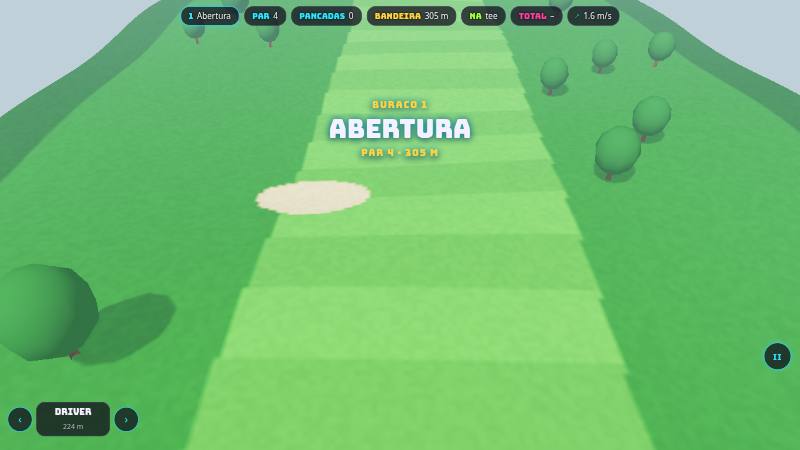 1 Abertura PAR 4 PANCADAS 0 BANDEIRA 305 m NA tee TOTAL – ↗ 1.6 m/s
BURACO 1
ABERTURA
PAR 4 · 305 M
II
‹ DRIVER ›
224 m